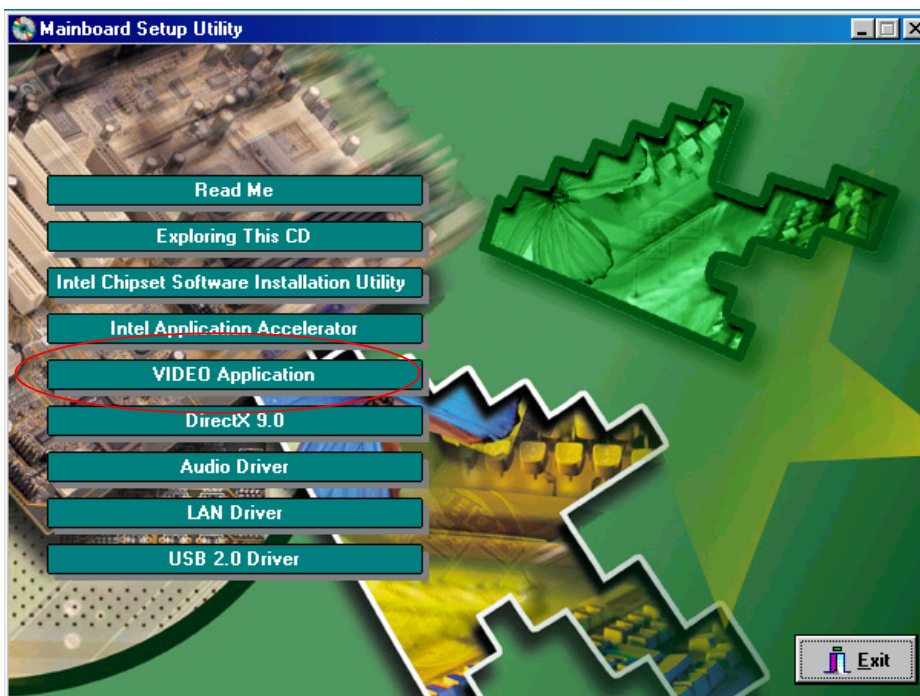 Mainboard Setup Utility
Read Me
Exploring This CD
Intel Chipset Software Installation Utility
Intel Application Accelerator
VIDEO Application
DirectX 9.0
Audio Driver
LAN Driver
USB 2.0 Driver
Exit